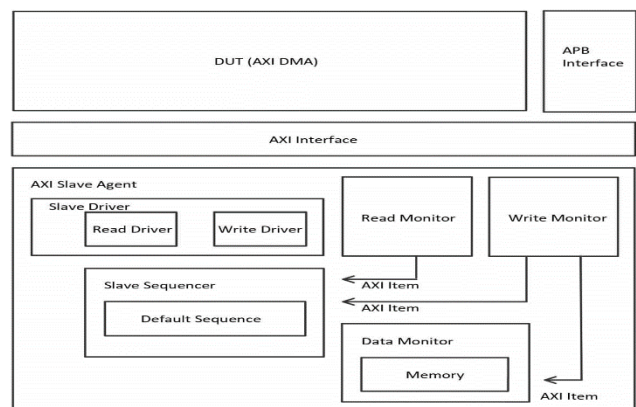 DUT (AXI DMA)
APB
Interface
AXI Interface
AXI Slave Agent
Slave Driver
Read Driver
Write Driver
Read Monitor
Write Monitor
Slave Sequencer
Default Sequence
AXI Item
AXI Item
Data Monitor
Memory
AXI Item